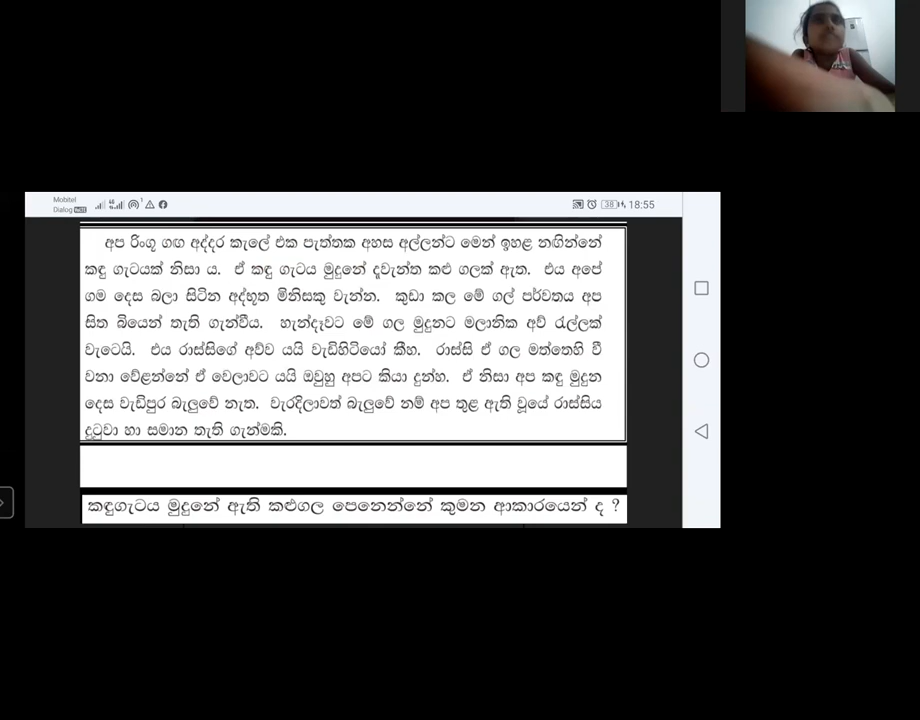 Mobitel
Dialog VoLTE
38 18:55
අප රිංගූ ගඟ අද්දර කැලේ එක පැත්තක අහස අල්ලන්ට මෙන් ඉහළ නඟින්නේ
කඳු ගැටයක් නිසා ය. ඒ කඳු ගැටය මුදුනේ දැවැන්ත කළු ගලක් ඇත. එය අපේ
ගම දෙස බලා සිටින අද්භූත මිනිසකු වැන්න. කුඩා කල මේ ගල් පර්වතය අප
සිත බියෙන් තැති ගැන්වීය. හැන්දෑවට මේ ගල මුදුනට මලානික අව් රැල්ලක්
වැටෙයි. එය රාස්සිගේ අව්ව යයි වැඩිහිටියෝ කීහ. රාස්සි ඒ ගල මත්තෙහි වී
වනා වේළන්නේ ඒ වෙලාවට යයි ඔවුහු අපට කියා දුන්හ. ඒ නිසා අප කඳු මුදුන
දෙස වැඩිපුර බැලුවේ නැත. වැරදිලාවත් බැලුවේ නම් අප තුළ ඇති වූයේ රාස්සිය
දුටුවා හා සමාන තැති ගැන්මකි.
කඳුගැටය මුදුනේ ඇති කළුගල පෙනෙන්නේ කුමන ආකාරයෙන් ද ?